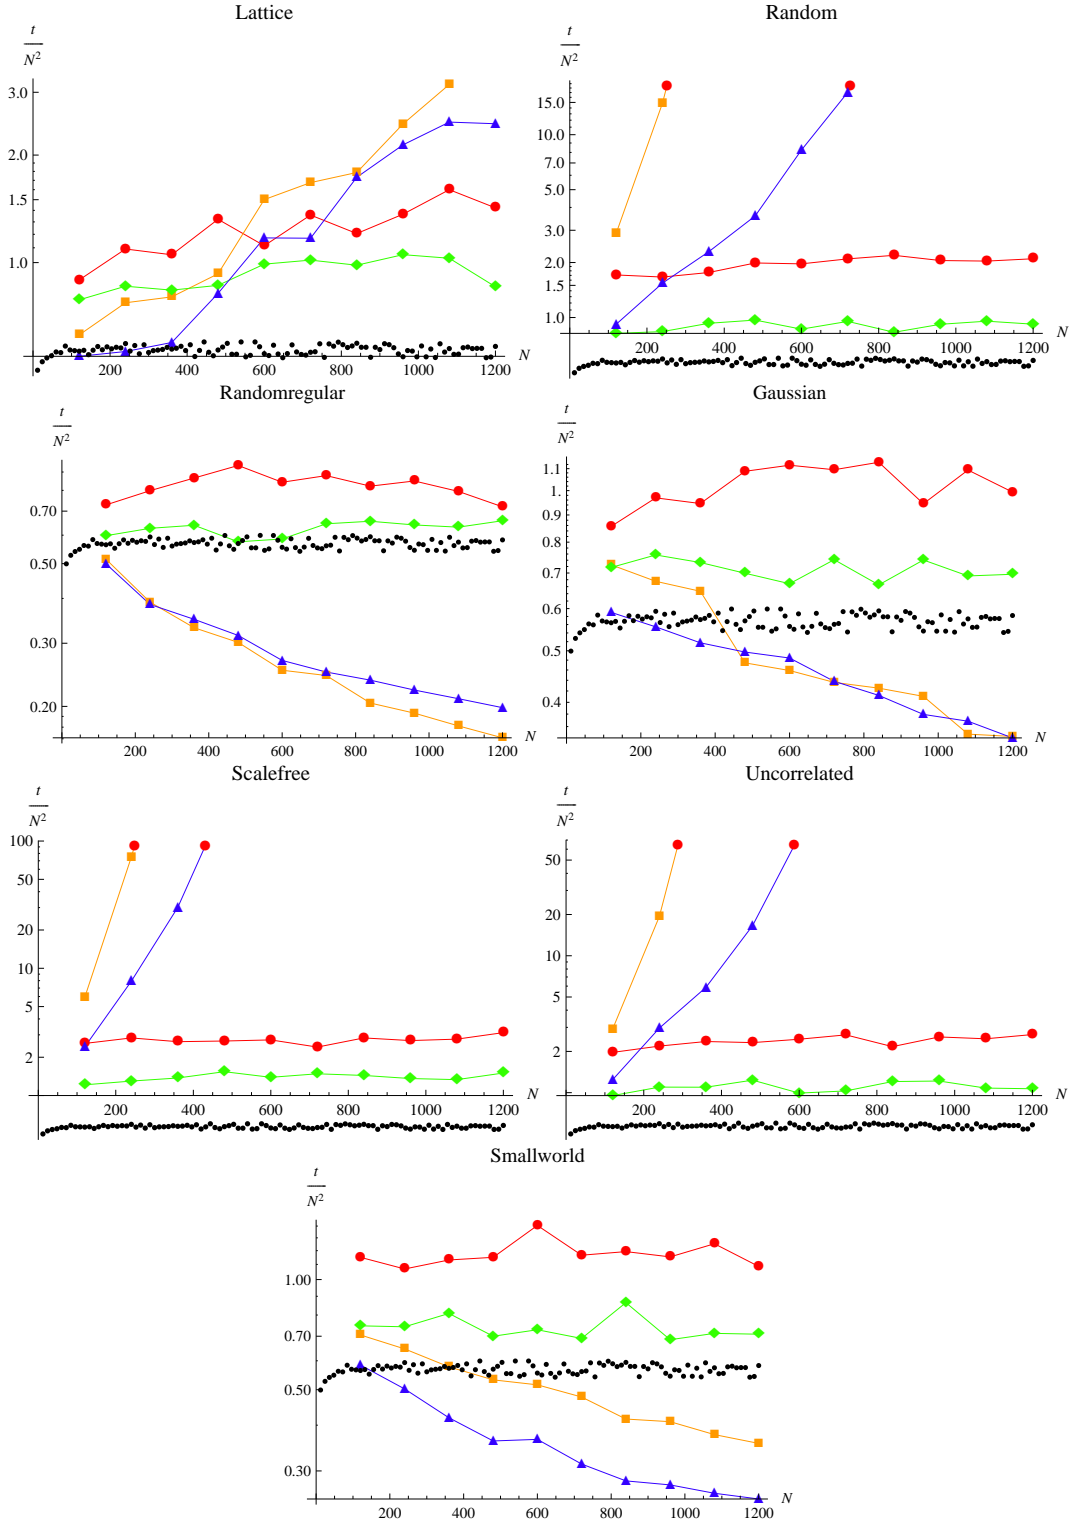 Lattice
t
N²
3.0
2.0
1.5
1.0
200 400 600 800 1000 1200 N
Random
t
N²
15.0
10.0
7.0
5.0
3.0
2.0
1.5
1.0
200 400 600 800 1000 1200 N
Randomregular
t
N²
0.70
0.50
0.30
0.20
200 400 600 800 1000 1200 N
Gaussian
t
N²
1.1
1.
0.9
0.8
0.7
0.6
0.5
0.4
200 400 600 800 1000 1200 N
Scalefree
t
N²
100
50
10
5
2
200 400 600 800 1000 1200 N
Uncorrelated
t
N²
50
20
10
5
2
200 400 600 800 1000 1200 N
Smallworld
t
N²
1.00
0.70
0.50
0.30
200 400 600 800 1000 1200 N